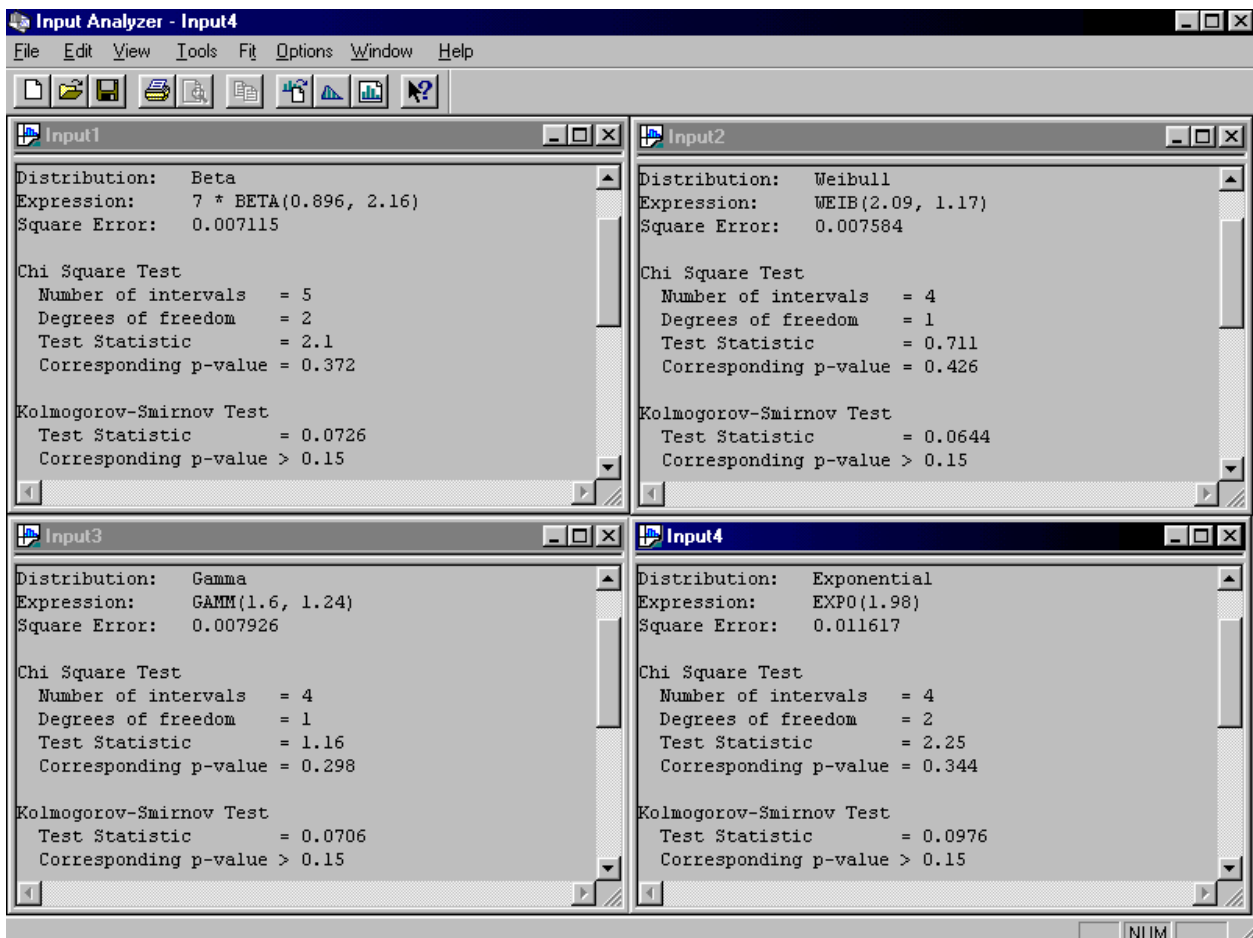 Input Analyzer - Input4
File Edit View Tools Fit Options Window Help
Input1
Distribution: Beta
Expression: 7 * BETA(0.896, 2.16)
Square Error: 0.007115
Chi Square Test
Number of intervals = 5
Degrees of freedom = 2
Test Statistic = 2.1
Corresponding p-value = 0.372
Kolmogorov-Smirnov Test
Test Statistic = 0.0726
Corresponding p-value > 0.15
Input2
Distribution: Weibull
Expression: WEIB(2.09, 1.17)
Square Error: 0.007584
Chi Square Test
Number of intervals = 4
Degrees of freedom = 1
Test Statistic = 0.711
Corresponding p-value = 0.426
Kolmogorov-Smirnov Test
Test Statistic = 0.0644
Corresponding p-value > 0.15
Input3
Distribution: Gamma
Expression: GAMM(1.6, 1.24)
Square Error: 0.007926
Chi Square Test
Number of intervals = 4
Degrees of freedom = 1
Test Statistic = 1.16
Corresponding p-value = 0.298
Kolmogorov-Smirnov Test
Test Statistic = 0.0706
Corresponding p-value > 0.15
Input4
Distribution: Exponential
Expression: EXPO(1.98)
Square Error: 0.011617
Chi Square Test
Number of intervals = 4
Degrees of freedom = 2
Test Statistic = 2.25
Corresponding p-value = 0.344
Kolmogorov-Smirnov Test
Test Statistic = 0.0976
Corresponding p-value > 0.15
NUM